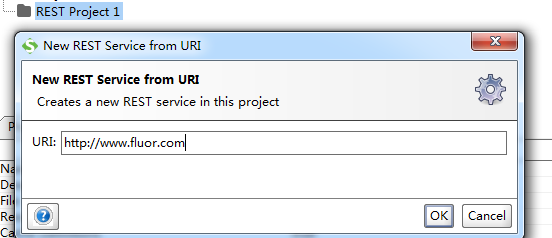 REST Project 1
New REST Service from URI
New REST Service from URI
Creates a new REST service in this project
URI: http://www.fluor.com
OK Cancel